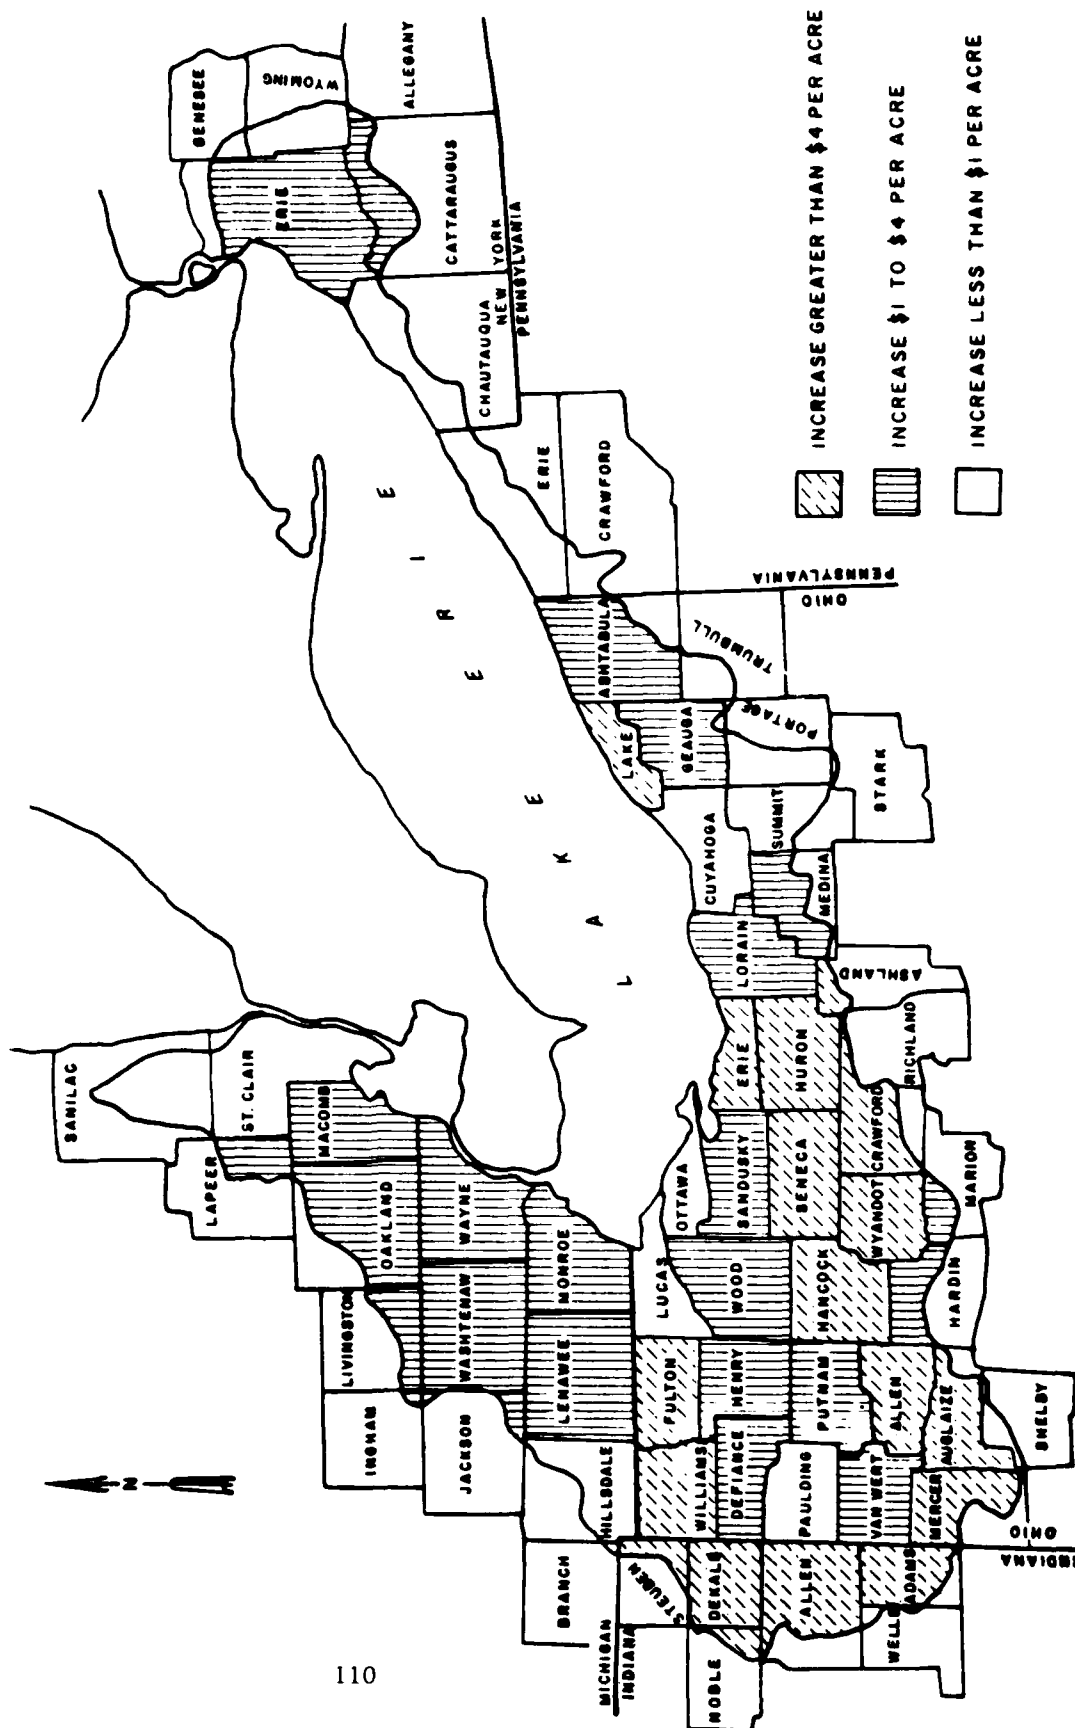 N
SANILAC
LAPEER
ST. CLAIR
LIVINGSTON
OAKLAND
MACOMB
INGHAM
JACKSON
WASHTENAW
WAYNE
BRANCH
HILLSDALE
LENAWEE
MONROE
MICHIGAN
INDIANA
STEUBEN
WILLIAMS
FULTON
LUCAS
OTTAWA
NOBLE
DEKALB
DEFIANCE
HENRY
WOOD
SANDUSKY
ERIE
LORAIN
CUYAHOGA
LAKE
GEAUGA
ASHTABULA
ALLEN
PAULDING
PUTNAM
HANCOCK
SENECA
HURON
MEDINA
SUMMIT
PORTAGE
TRUMBULL
WELLS
ADAMS
VAN WERT
ALLEN
WYANDOT
CRAWFORD
RICHLAND
ASHLAND
STARK
MERCER
AUGLAIZE
HARDIN
MARION
SHELBY
INDIANA
OHIO
LAKE ERIE
OHIO
PENNSYLVANIA
ERIE
CRAWFORD
CHAUTAUQUA
CATTARAUGUS
ALLEGANY
NEW YORK
PENNSYLVANIA
ERIE
GENESEE
WYOMING
INCREASE GREATER THAN $4 PER ACRE
INCREASE $1 TO $4 PER ACRE
INCREASE LESS THAN $1 PER ACRE
110